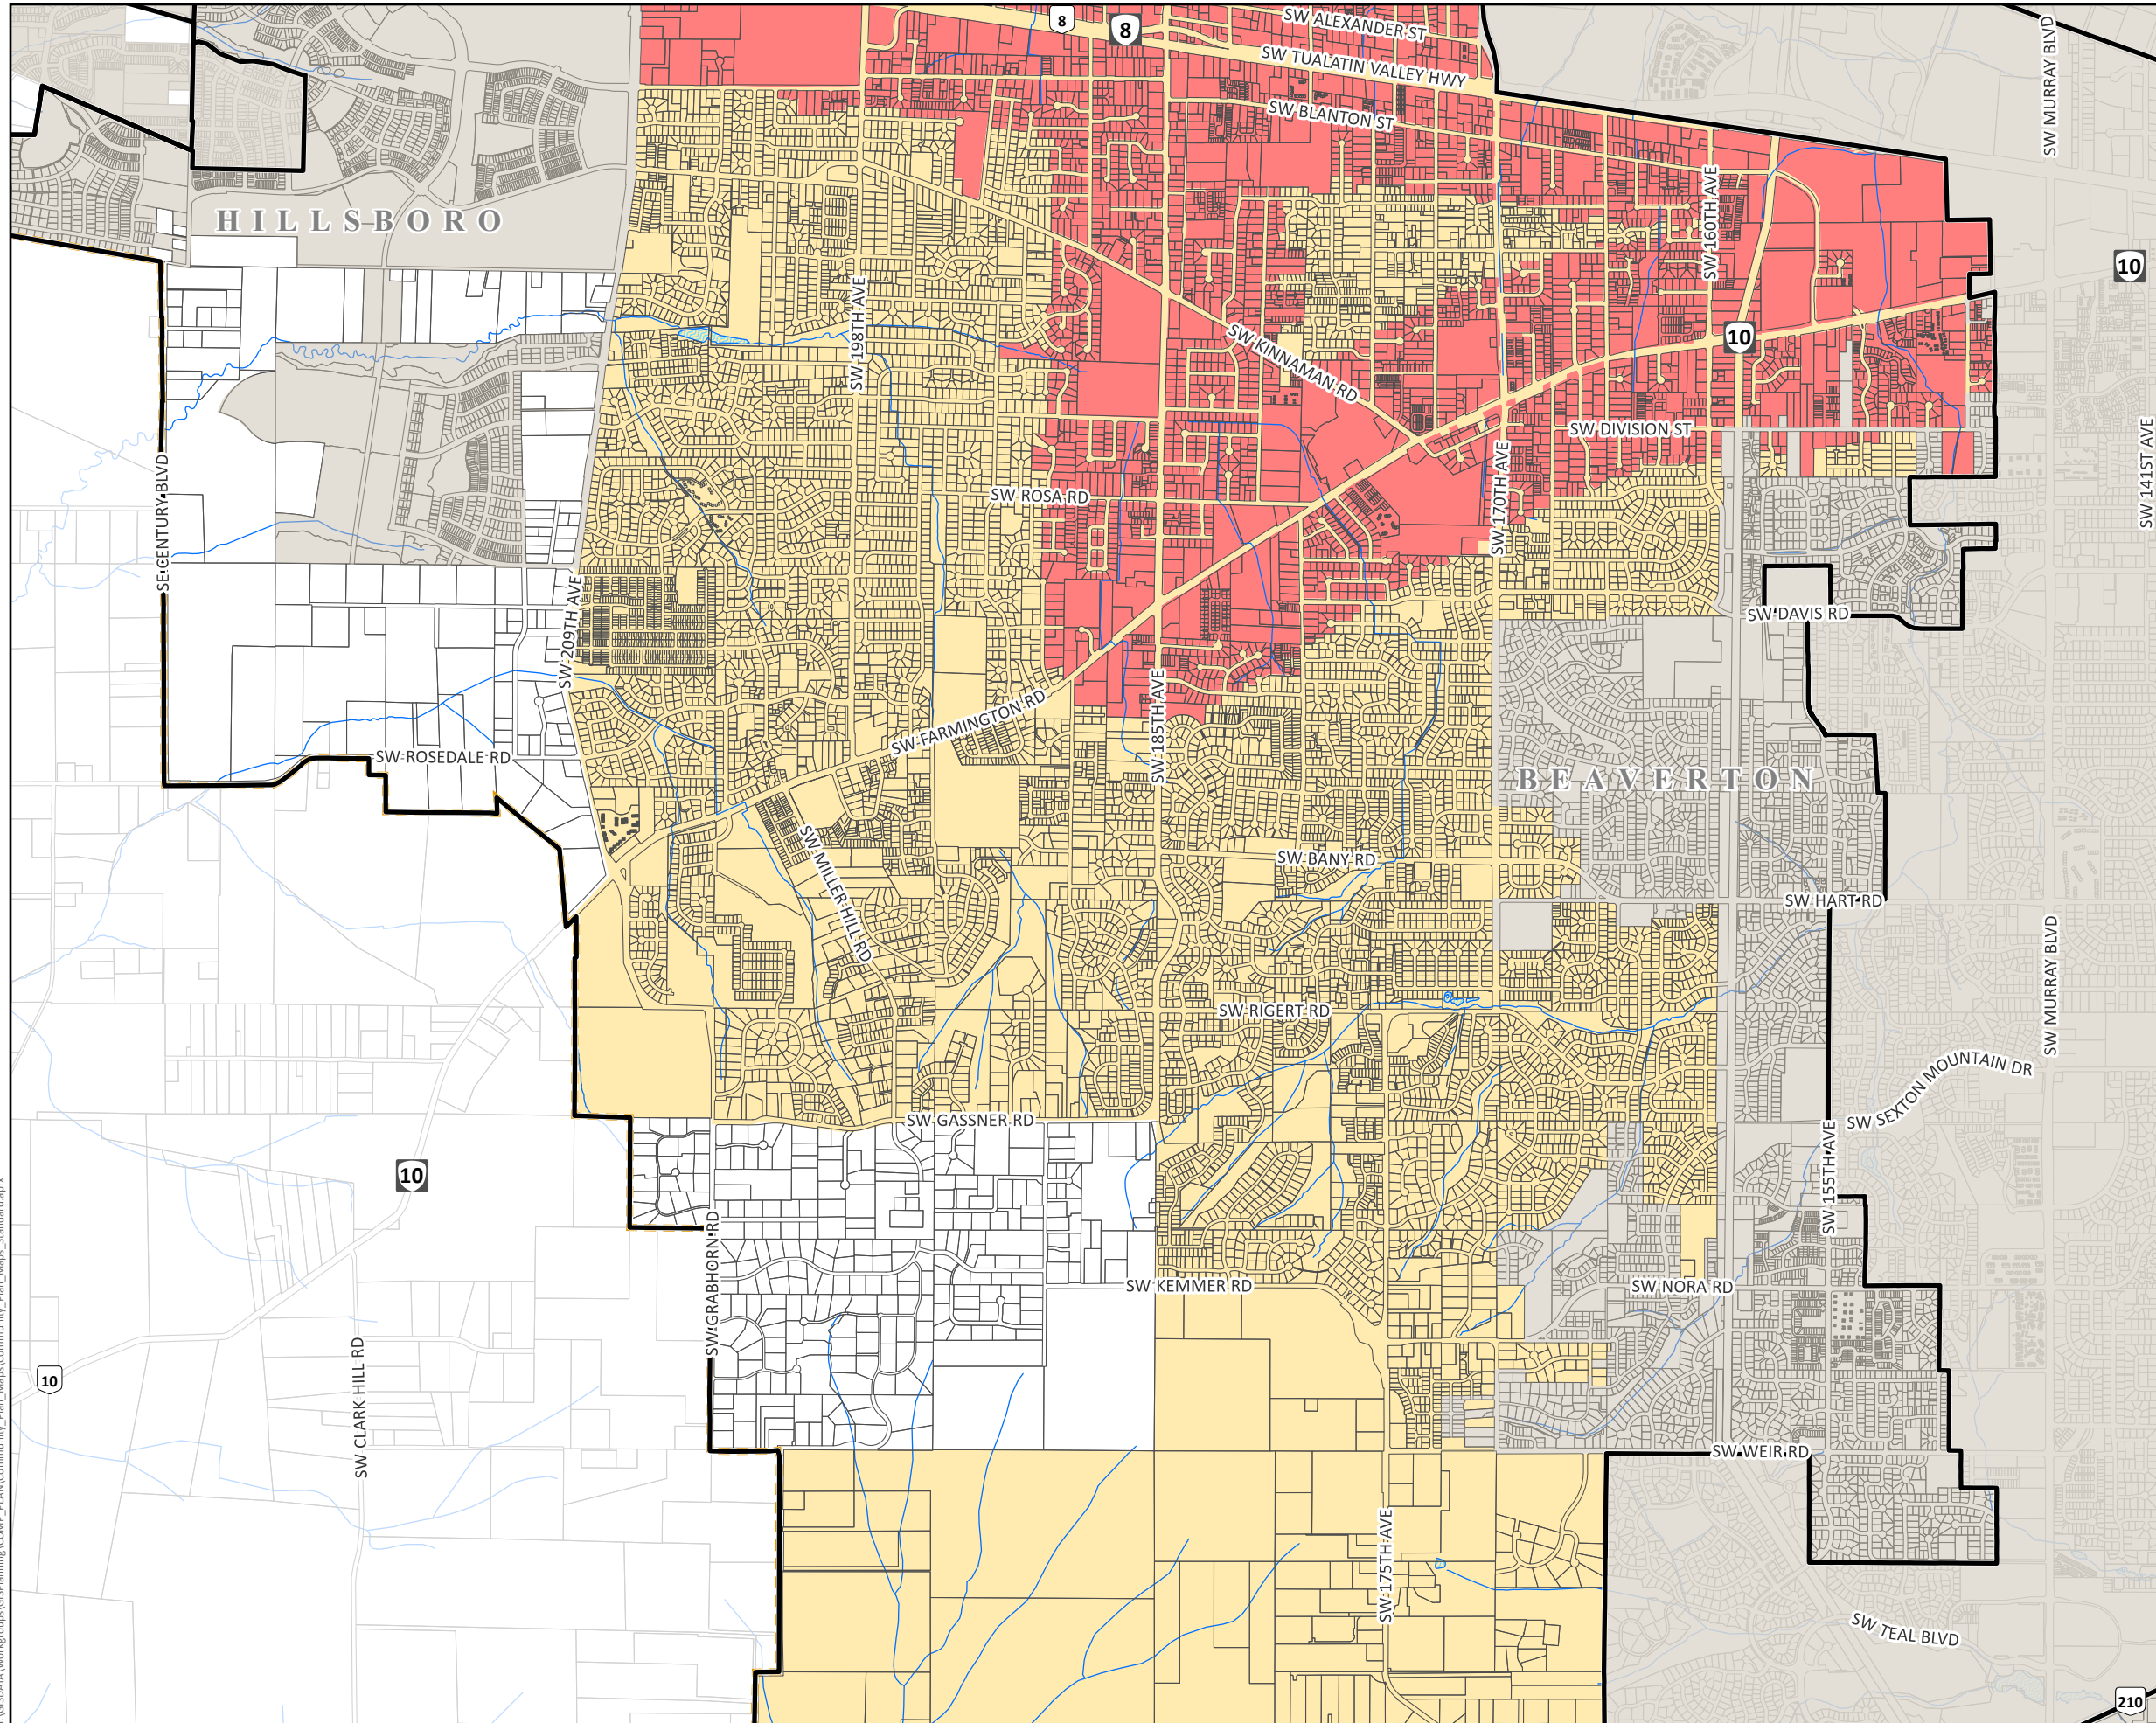 8
8
SW ALEXANDER ST
SW TUALATIN VALLEY HWY
SW MURRAY BLVD
SW BLANTON ST
HILLSBORO
SW 160TH AVE
10
SW 198TH AVE
10
SW KINNAMAN RD
SW DIVISION ST
SW 141ST AVE
SE CENTURY BLVD
SW ROSA RD
SW 170TH AVE
SW 209TH AVE
SW DAVIS RD
SW 185TH AVE
SW FARMINGTON RD
SW ROSEDALE RD
BEAVERTON
SW MILLER HILL RD
SW BANY RD
SW HART RD
SW MURRAY BLVD
SW RIGERT RD
SW SEXTON MOUNTAIN DR
SW GASSNER RD
10
SW 155TH AVE
SW GRABHORN RD
SW KEMMER RD
SW NORA RD
10
SW CLARK HILL RD
SW WEIR RD
SW 175TH AVE
SW TEAL BLVD
210